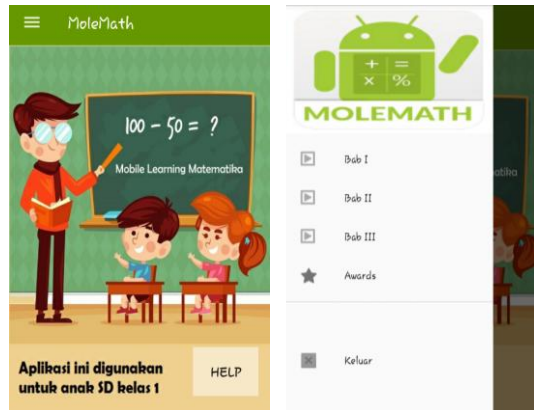 MoleMath
100 - 50 = ?
Mobile Learning Matematika
Aplikasi ini digunakan
untuk anak SD kelas 1
HELP
+ =
× %
MOLEMATH
Bab I
Bab II
Bab III
Awards
Keluar
atika